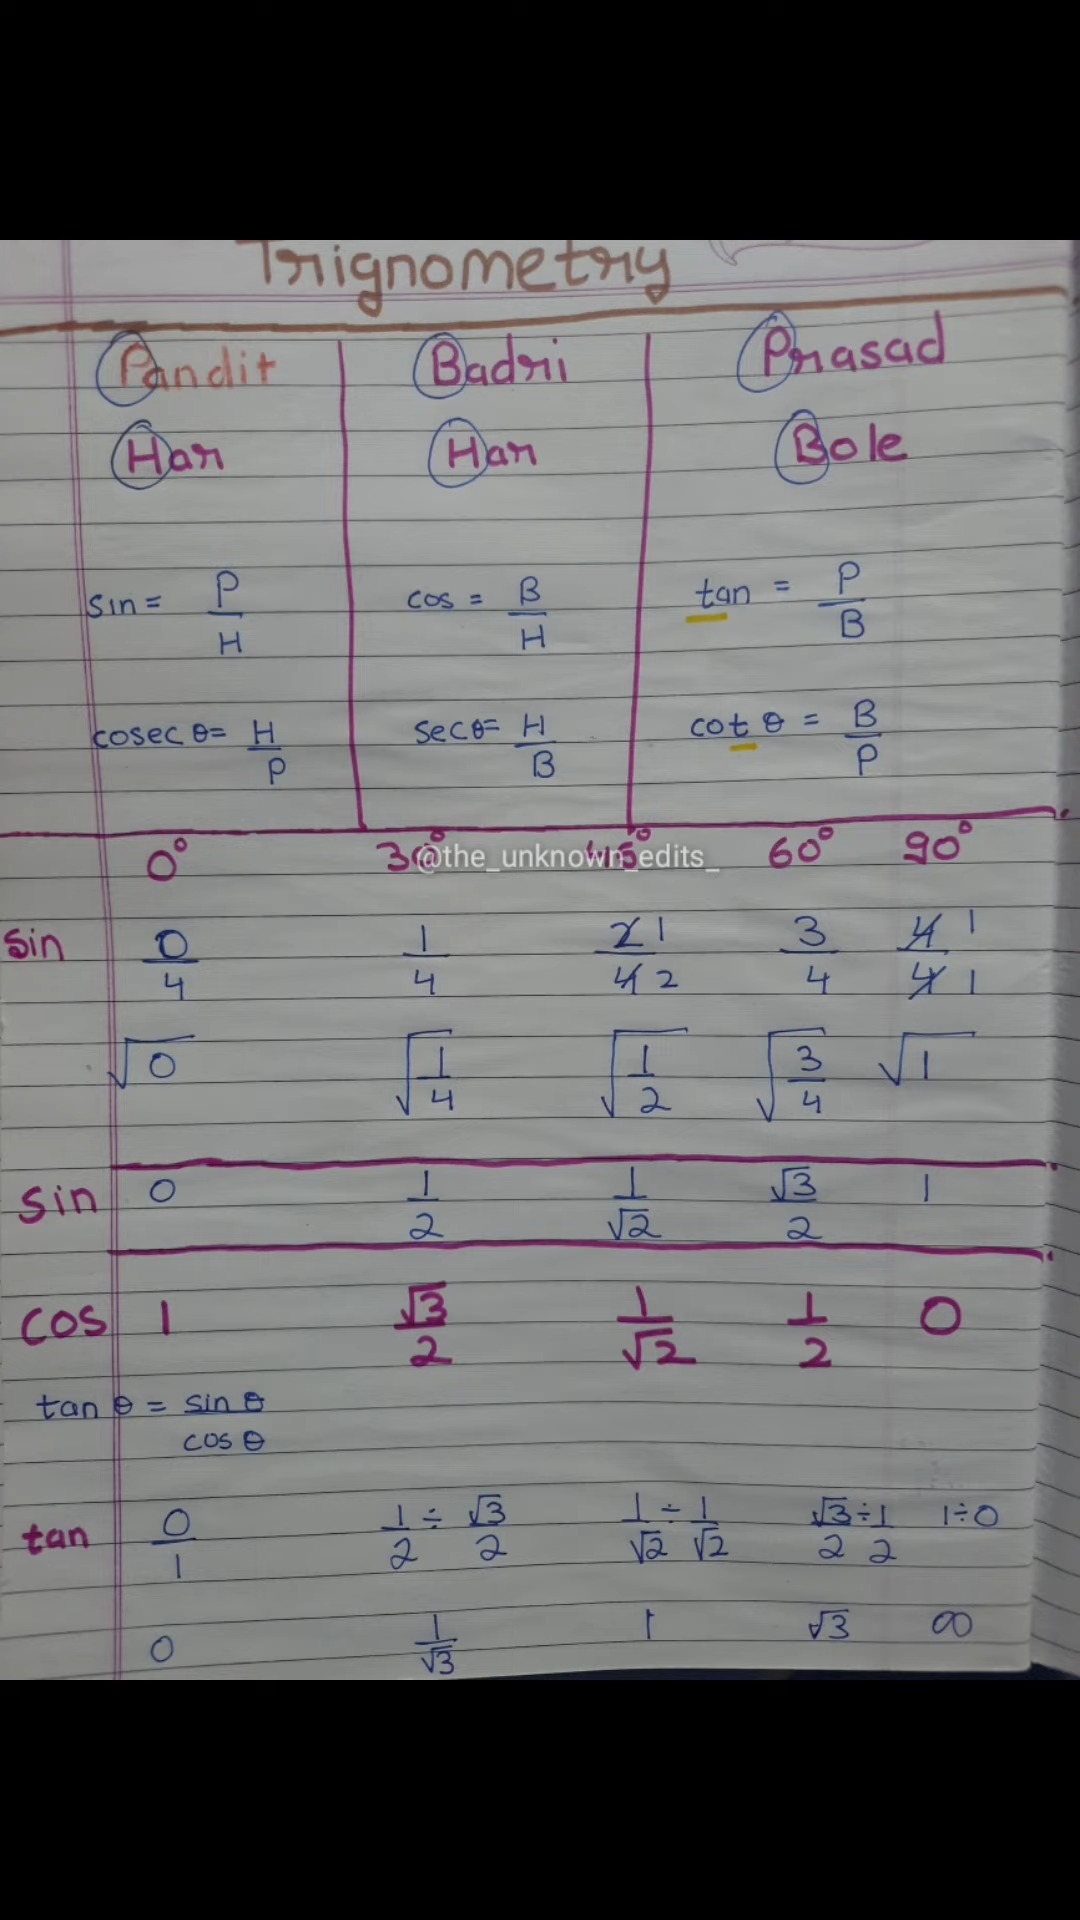 Trignometry
Pandit Badri Prasad
Har Har Bole
sin = P/H cos = B/H tan = P/B
cosec θ = H/P sec θ = H/B cot θ = B/P
0° 30° 45° 60° 90°
@the_unknown_edits_
sin 0/4 1/4 2/4 1/2 3/4 4/4 1/1
√0 √1/4 √1/2 √3/4 √1
sin 0 1/2 1/√2 √3/2 1
cos 1 √3/2 1/√2 1/2 0
tan θ = sin θ/cos θ
tan 0/1 1/2 ÷ √3/2 1/√2 ÷ 1/√2 √3/2 ÷ 1/2 1÷0
0 1/√3 1 √3 ∞